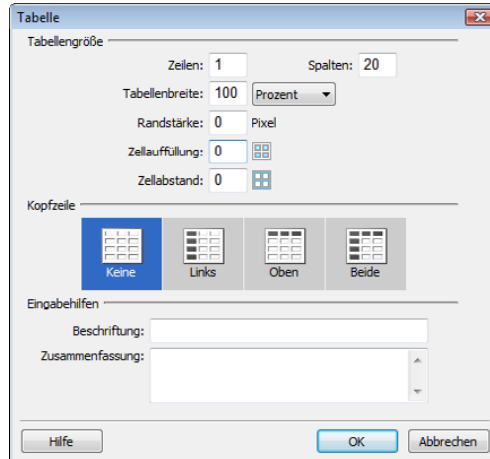 Tabelle
Tabellengröße
Zeilen: 1 Spalten: 20
Tabellenbreite: 100 Prozent
Randstärke: 0 Pixel
Zellauffüllung: 0
Zellabstand: 0
Kopfzeile
Keine Links Oben Beide
Eingabehilfen
Beschriftung:
Zusammenfassung:
Hilfe OK Abbrechen